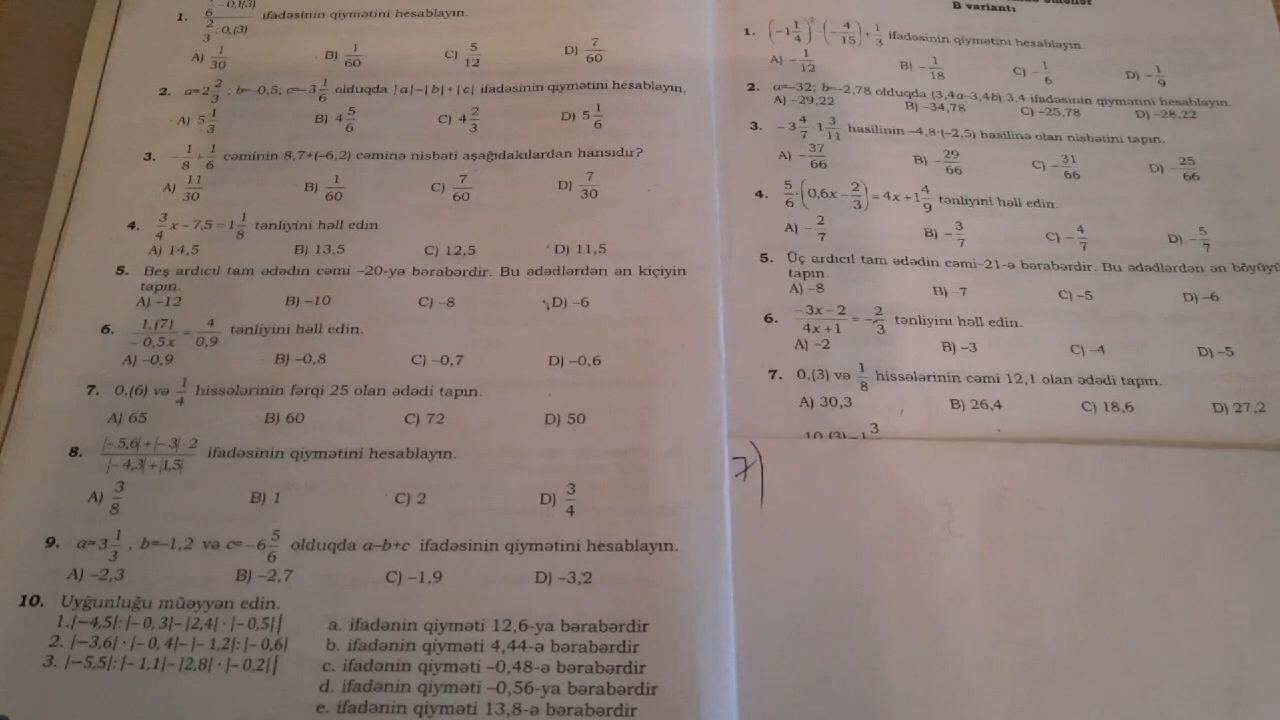 - 0,1(3)
1. 6 ifadəsinin qiymətini hesablayın.
2/3 : 0,(3)
A) 1/30 B) 1/60 C) 5/12 D) 7/60
2. a=2 2/3 ; b=-0,5; c=-3 1/6 olduqda |a|-|b|+|c| ifadəsinin qiymətini hesablayın.
A) 5 1/3 B) 4 5/6 C) 4 2/3 D) 5 1/6
3. -1/8 + 1/6 cəminin 8,7+(-6,2) cəminə nisbəti aşağıdakılardan hansıdır?
A) 11/30 B) 1/60 C) 7/60 D) 7/30
4. 3/4 x - 7,5 = 1 1/8 tənliyini həll edin
A) 14,5 B) 13,5 C) 12,5 D) 11,5
5. Beş ardıcıl tam ədədin cəmi -20-yə bərabərdir. Bu ədədlərdən ən kiçiyin
tapın.
A) -12 B) -10 C) -8 D) -6
6. 1,(7)/-0,5x = 4/0,9 tənliyini həll edin.
A) -0,9 B) -0,8 C) -0,7 D) -0,6
7. 0,(6) və 1/4 hissələrinin fərqi 25 olan ədədi tapın.
A) 65 B) 60 C) 72 D) 50
8. |-5,6|+|-3|·2 / |-4,3|+|1,5| ifadəsinin qiymətini hesablayın.
A) 3/8 B) 1 C) 2 D) 3/4
9. a=3 1/3 , b=-1,2 və c=-6 5/6 olduqda a-b+c ifadəsinin qiymətini hesablayın.
A) -2,3 B) -2,7 C) -1,9 D) -3,2
10. Uyğunluğu müəyyən edin.
1.|-4,5|:|-0,3|-|2,4|·|-0,5||
2. |-3,6|·|-0,4|-|-1,2|:|-0,6|
3. |-5,5|:|-1,1|-|2,8|·|-0,2||
a. ifadənin qiyməti 12,6-ya bərabərdir
b. ifadənin qiyməti 4,44-ə bərabərdir
c. ifadənin qiyməti -0,48-ə bərabərdir
d. ifadənin qiyməti -0,56-ya bərabərdir
e. ifadənin qiyməti 13,8-ə bərabərdir
B variantı
1. (-1 1/4)·(-4/15)+1/3 ifadəsinin qiymətini hesablayın.
A) -1/12 B) -1/18 C) -1/6 D) -1/9
2. a=-32; b=-2,78 olduqda (3,4a-3,4b):3,4 ifadəsinin qiymətini hesablayın.
A) -29,22 B) -34,78 C) -25,78 D) -28,22
3. -3 4/7 · 1 3/11 hasilinin -4,8·(-2,5) hasilinə olan nisbətini tapın.
A) -37/66 B) -29/66 C) -31/66 D) -25/66
4. 5/6·(0,6x - 2/3) = 4x + 1 4/9 tənliyini həll edin.
A) -2/7 B) -3/7 C) -4/7 D) -5/7
5. Üç ardıcıl tam ədədin cəmi -21-ə bərabərdir. Bu ədədlərdən ən böyüyü
tapın.
A) -8 B) -7 C) -5 D) -6
6. -3x-2/4x+1 = -2/3 tənliyini həll edin.
A) -2 B) -3 C) -4 D) -5
7. 0,(3) və 1/8 hissələrinin cəmi 12,1 olan ədədi tapın.
A) 30,3 B) 26,4 C) 18,6 D) 27,2
7)